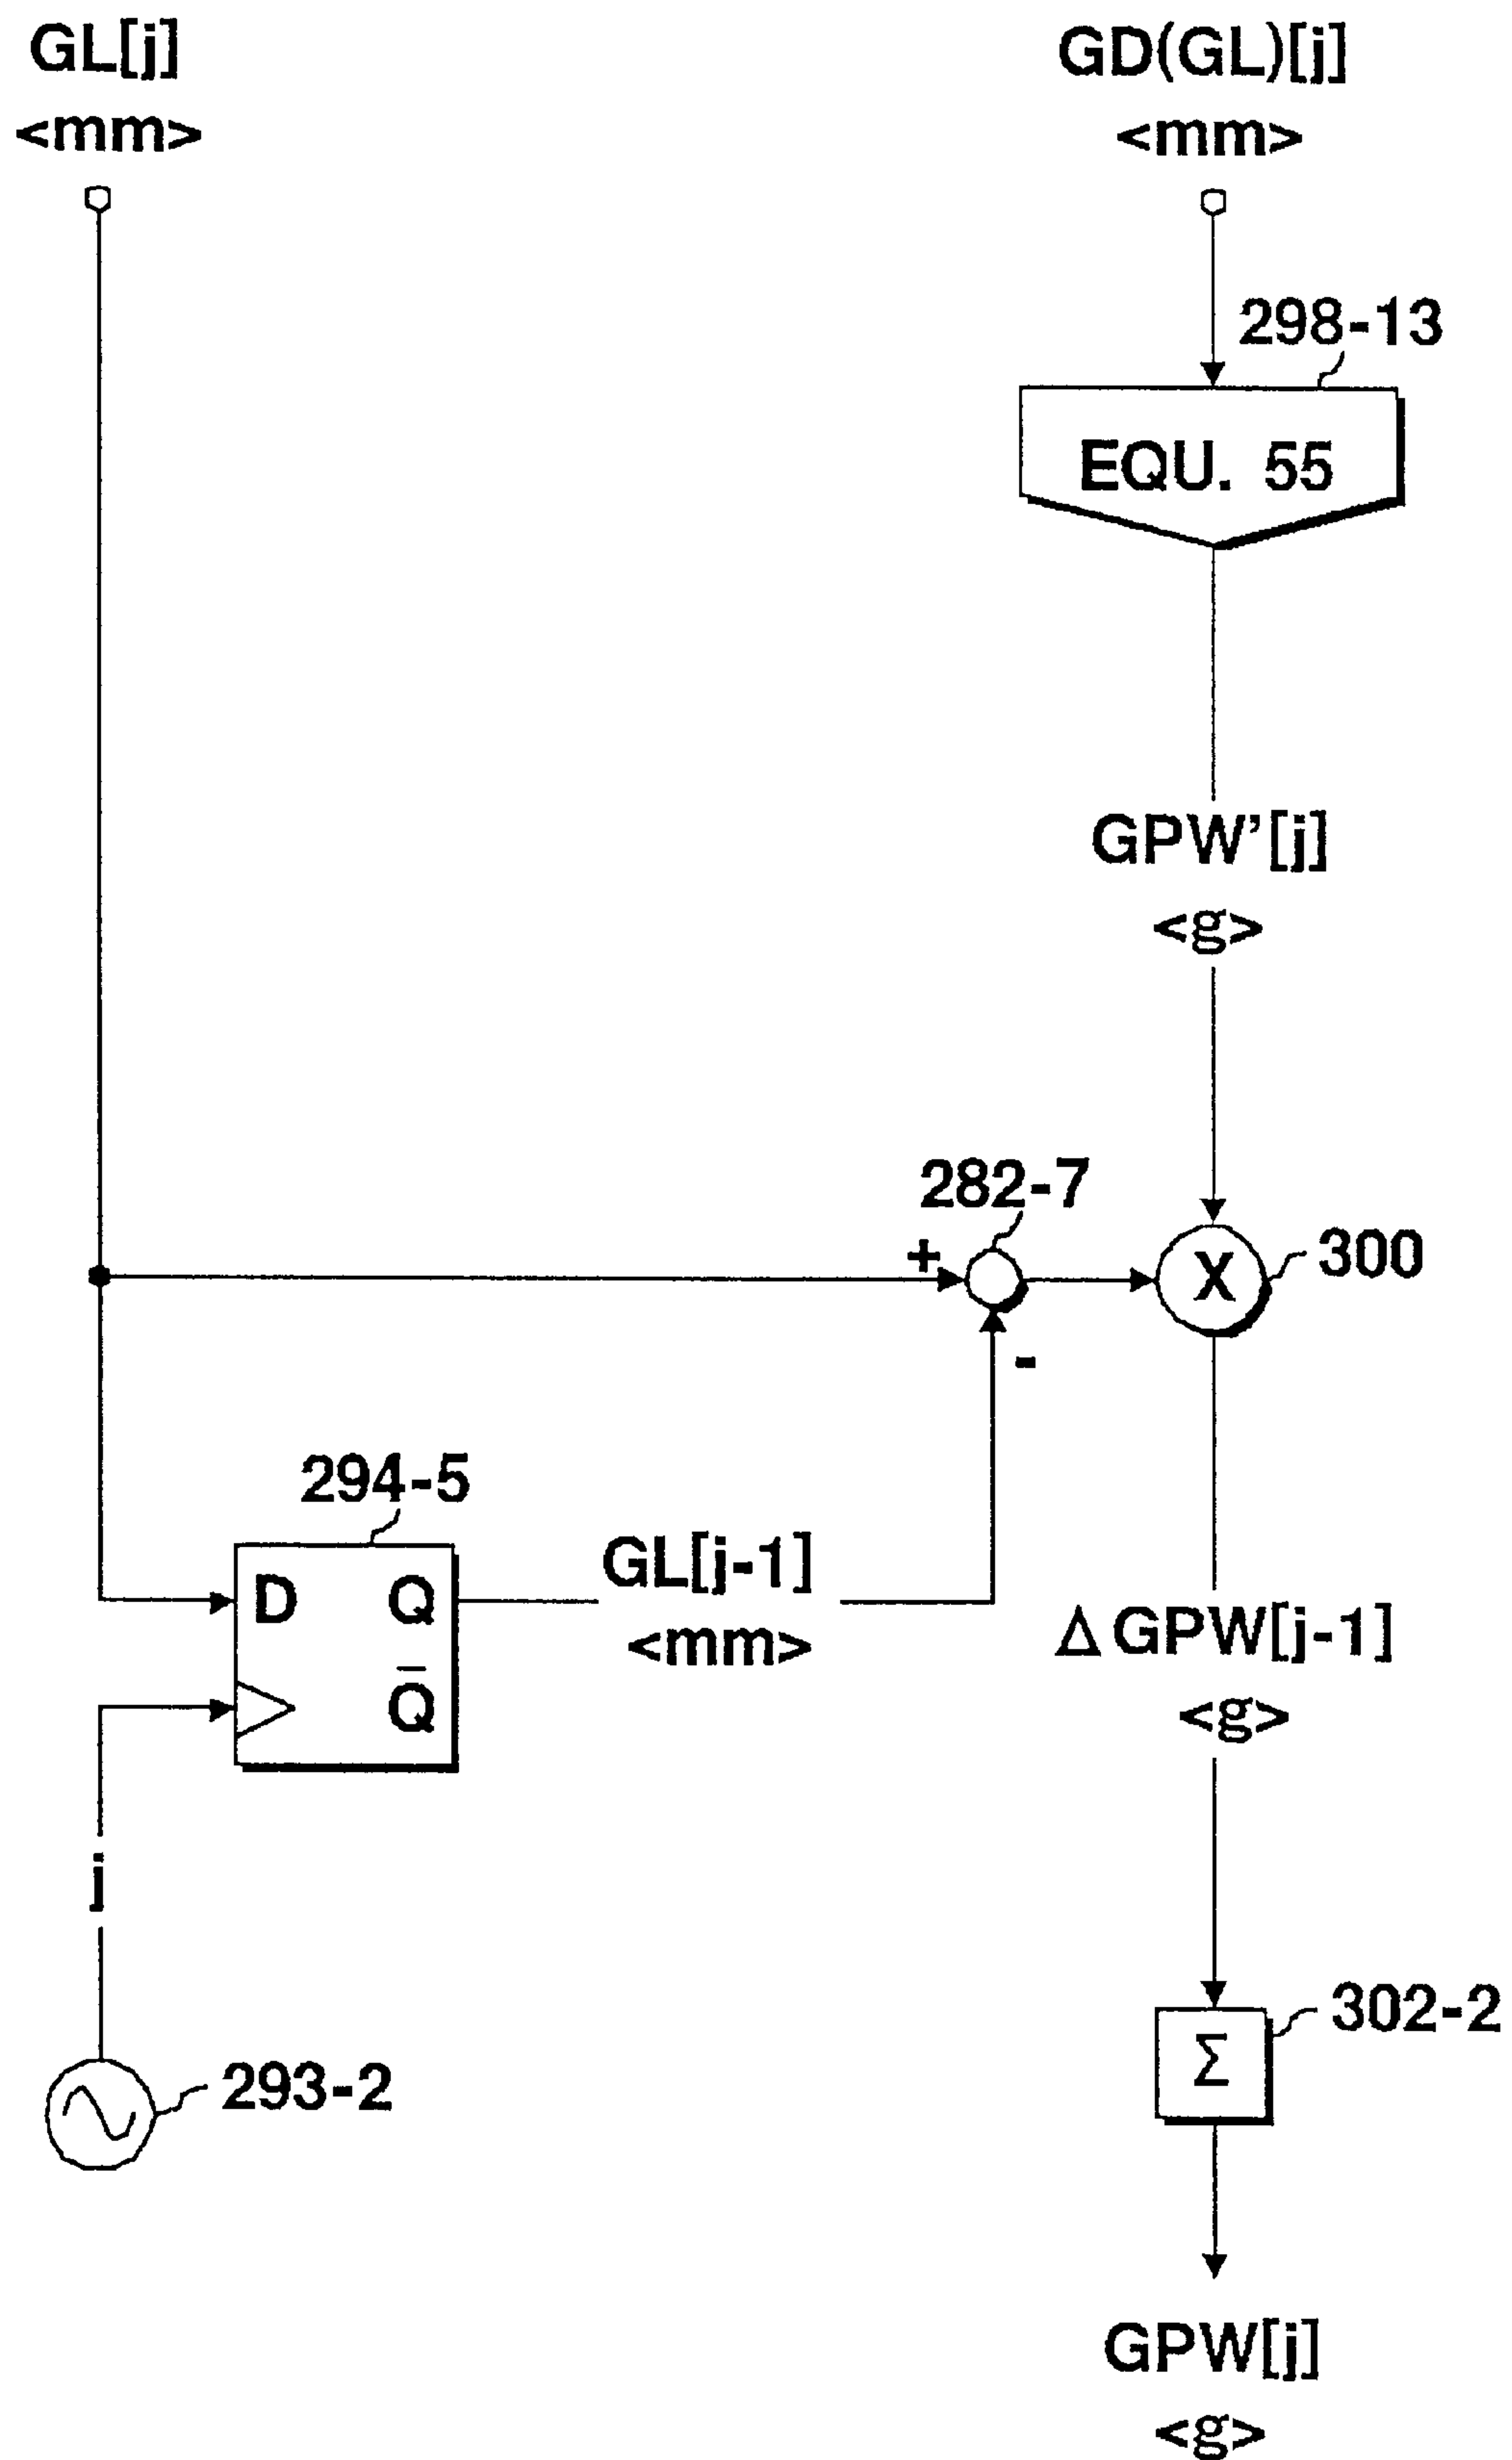 GL[j]
<mm>
GD(GL)[j]
<mm>
298-13
EQU. 55
GPW'[j]
<g>
282-7
+
X
300
-
294-5
D Q
Q̅
GL[j-1]
<mm>
Δ GPW[j-1]
<g>
i
293-2
302-2
Σ
GPW[j]
<g>